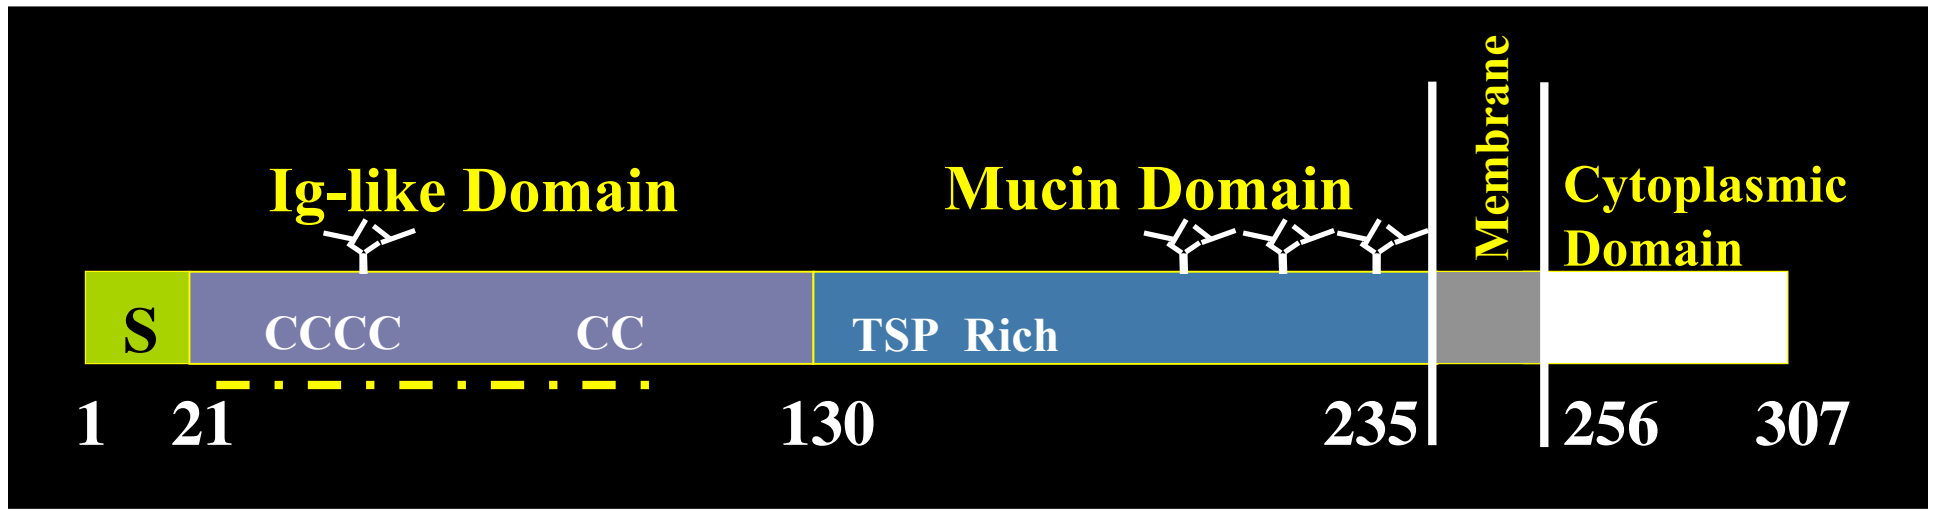 Ig-like Domain
Mucin Domain
Membrane
Cytoplasmic
Domain
S
CCCC
CC
TSP Rich
1
21
130
235
256
307